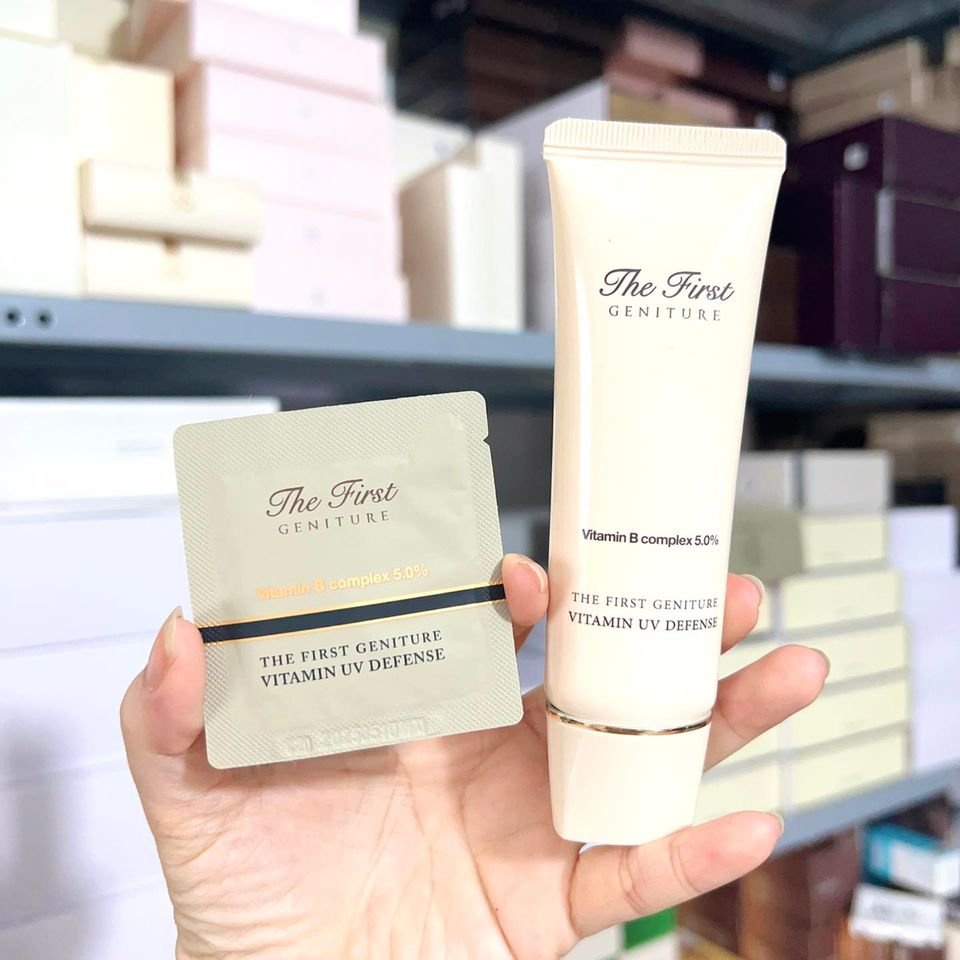 The First
GENITURE
Vitamin B complex 5.0%
THE FIRST GENITURE
VITAMIN UV DEFENSE
The First
GENITURE
Vitamin B complex 5.0%
THE FIRST GENITURE
VITAMIN UV DEFENSE